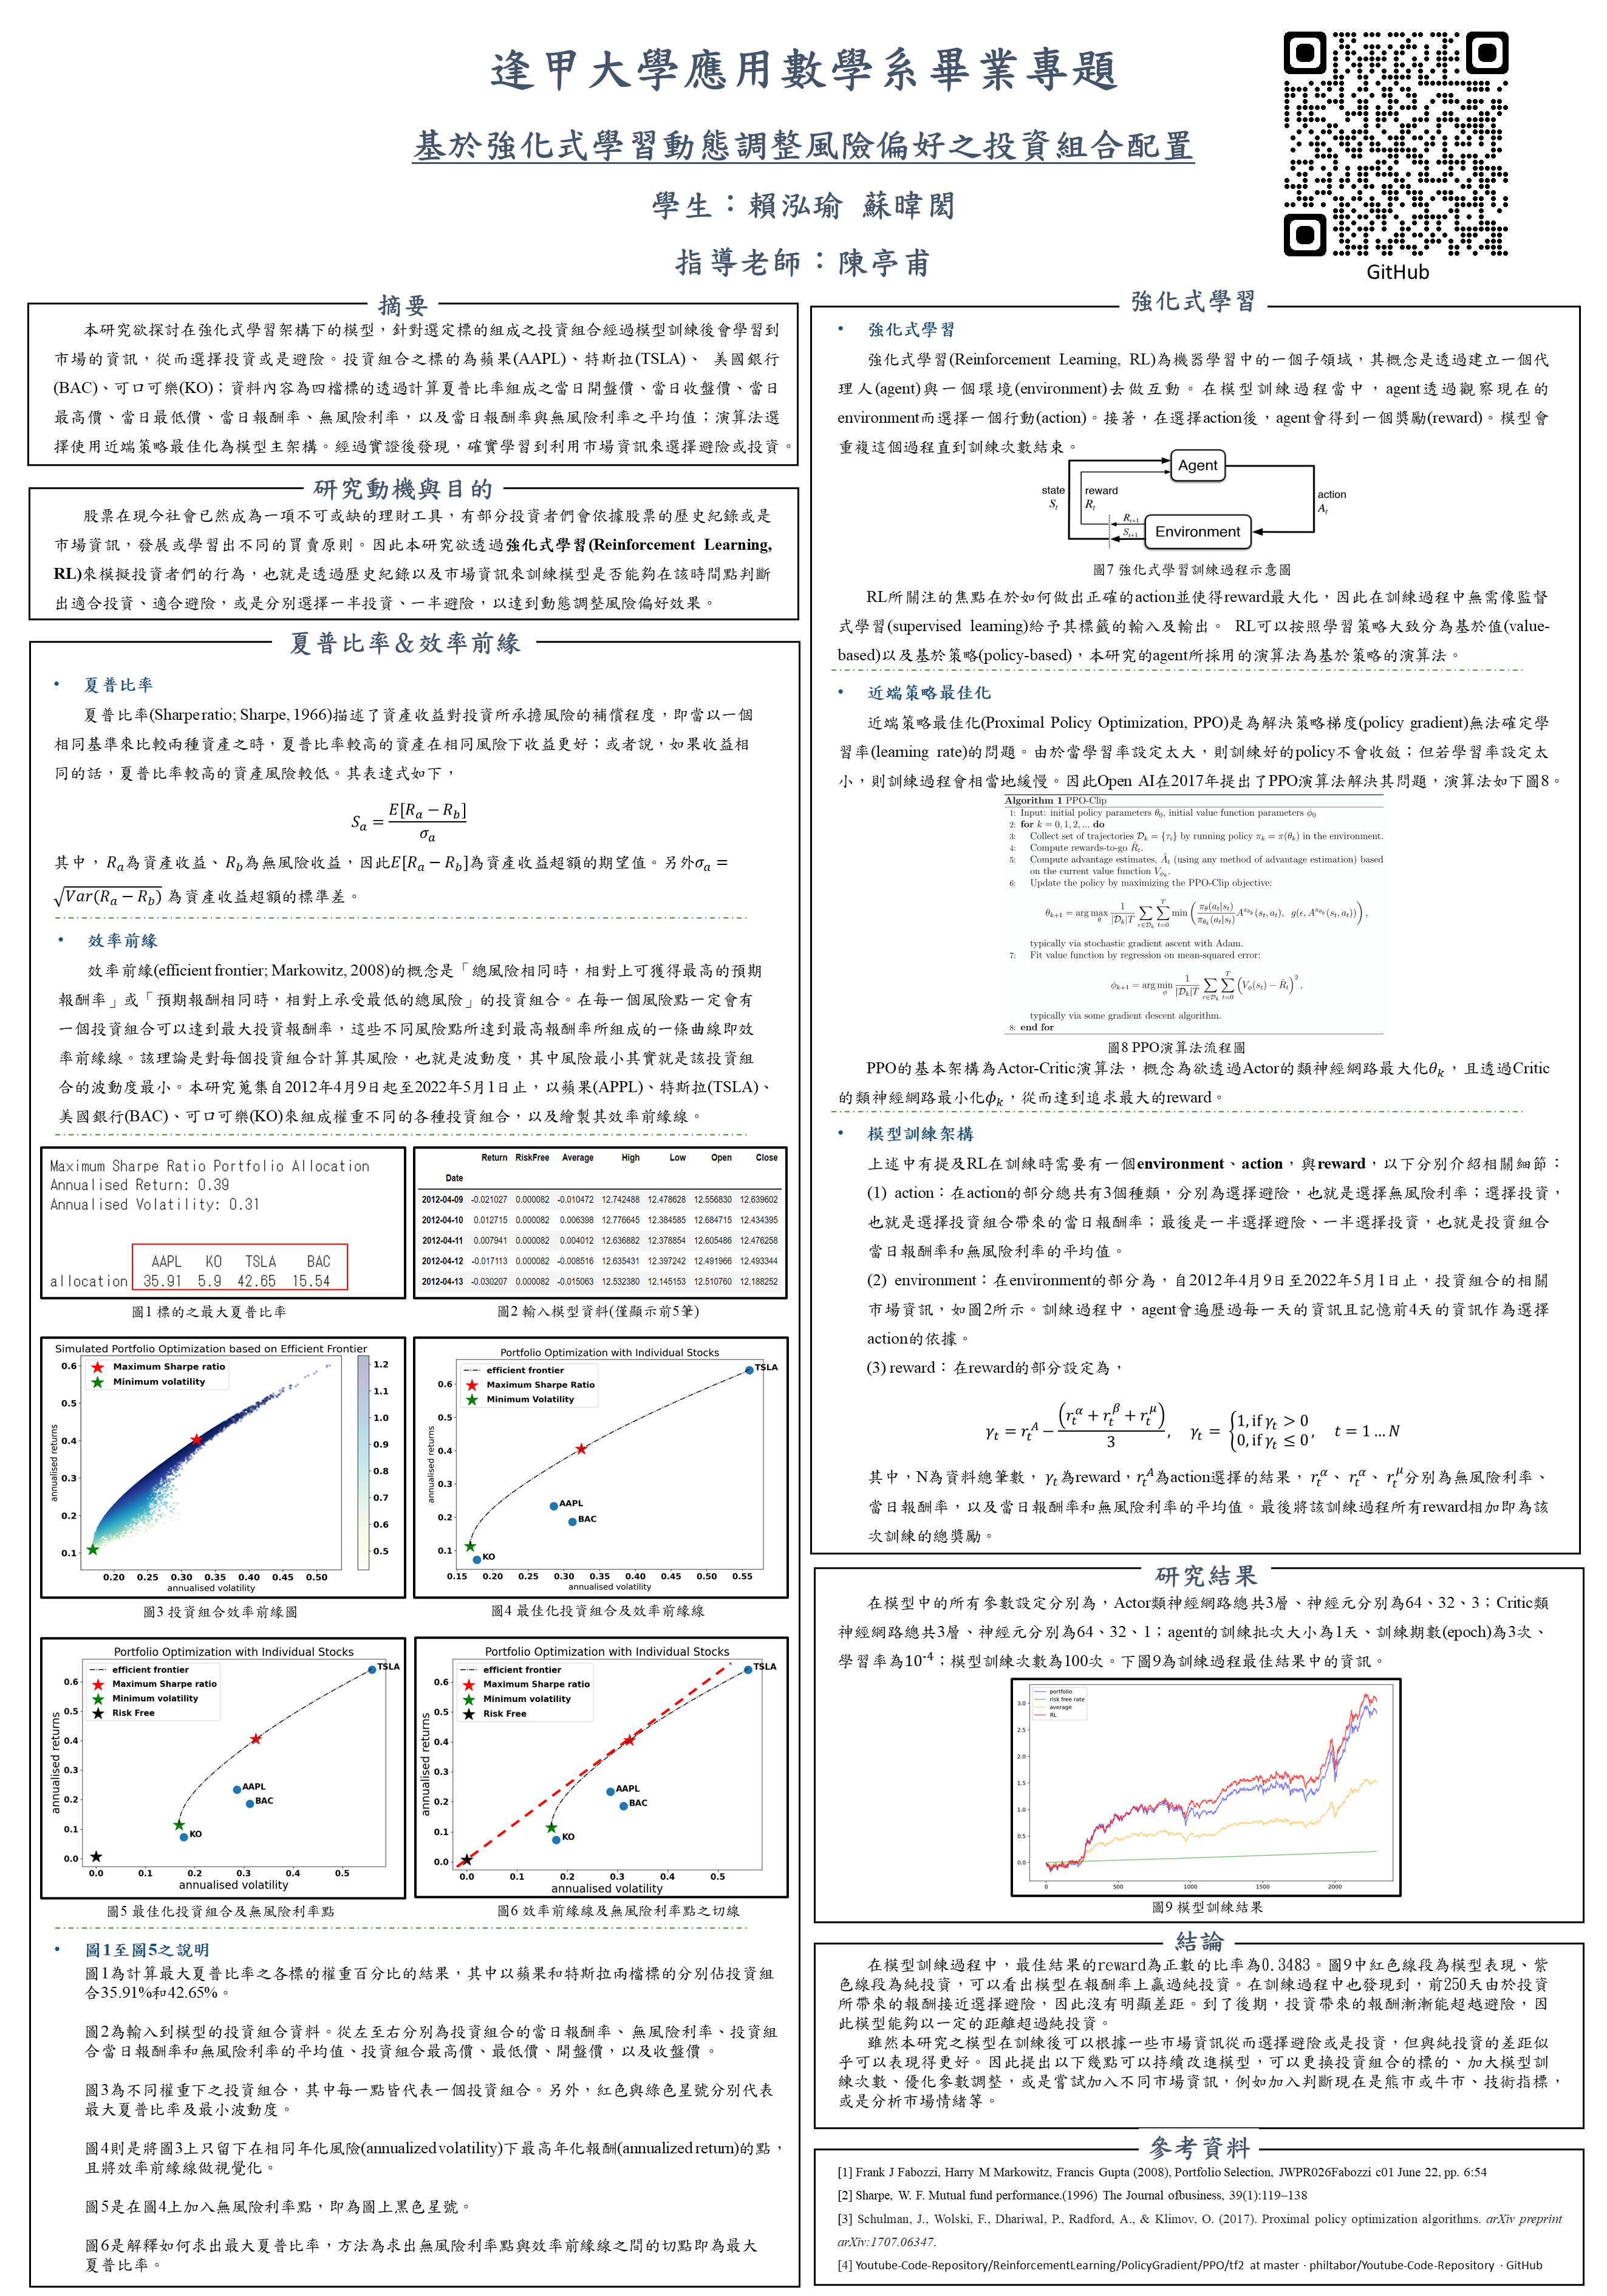 逢甲大學應用數學系畢業專題
基於強化式學習動態調整風險偏好之投資組合配置
學生：賴泓瑜 蘇暐閎
指導老師：陳亭甫
GitHub
摘要
本研究欲探討在強化式學習架構下的模型，針對選定標的組成之投資組合經過模型訓練後會學習到
市場的資訊，從而選擇投資或是避險。投資組合之標的為蘋果(AAPL)、特斯拉(TSLA)、 美國銀行
(BAC)、可口可樂(KO)；資料內容為四檔標的透過計算夏普比率組成之當日開盤價、當日收盤價、當日
最高價、當日最低價、當日報酬率、無風險利率，以及當日報酬率與無風險利率之平均值；演算法選
擇使用近端策略最佳化為模型主架構。經過實證後發現，確實學習到利用市場資訊來選擇避險或投資。
研究動機與目的
股票在現今社會已然成為一項不可或缺的理財工具，有部分投資者們會依據股票的歷史紀錄或是
市場資訊，發展或學習出不同的買賣原則。因此本研究欲透過強化式學習(Reinforcement Learning,
RL)來模擬投資者們的行為，也就是透過歷史紀錄以及市場資訊來訓練模型是否能夠在該時間點判斷
出適合投資、適合避險，或是分別選擇一半投資、一半避險，以達到動態調整風險偏好效果。
夏普比率＆效率前緣
• 夏普比率
夏普比率(Sharpe ratio; Sharpe, 1966)描述了資產收益對投資所承擔風險的補償程度，即當以一個
相同基準來比較兩種資產之時，夏普比率較高的資產在相同風險下收益更好；或者說，如果收益相
同的話，夏普比率較高的資產風險較低。其表達式如下，
S_a = E[R_a − R_b] / σ_a
其中，R_a為資產收益、R_b為無風險收益，因此E[R_a − R_b]為資產收益超額的期望值。另外σ_a =
√Var(R_a − R_b) 為資產收益超額的標準差。
• 效率前緣
效率前緣(efficient frontier; Markowitz, 2008)的概念是「總風險相同時，相對上可獲得最高的預期
報酬率」或「預期報酬相同時，相對上承受最低的總風險」的投資組合。在每一個風險點一定會有
一個投資組合可以達到最大投資報酬率，這些不同風險點所達到最高報酬率所組成的一條曲線即效
率前緣線。該理論是對每個投資組合計算其風險，也就是波動度，其中風險最小其實就是該投資組
合的波動度最小。本研究蒐集自2012年4月9日起至2022年5月1日止，以蘋果(APPL)、特斯拉(TSLA)、
美國銀行(BAC)、可口可樂(KO)來組成權重不同的各種投資組合，以及繪製其效率前緣線。
Maximum Sharpe Ratio Portfolio Allocation
Annualised Return: 0.39
Annualised Volatility: 0.31
AAPL KO TSLA BAC
allocation 35.91 5.9 42.65 15.54
圖1 標的之最大夏普比率
Return RiskFree Average High Low Open Close
Date
2012-04-09 -0.021027 0.000082 -0.010472 12.742488 12.478628 12.556830 12.639602
2012-04-10 0.012715 0.000082 0.006398 12.776645 12.384585 12.684715 12.434395
2012-04-11 0.007941 0.000082 0.004012 12.636882 12.378854 12.605486 12.476258
2012-04-12 -0.017113 0.000082 -0.008516 12.635431 12.397242 12.491966 12.493344
2012-04-13 -0.030207 0.000082 -0.015063 12.532380 12.145153 12.510760 12.188252
圖2 輸入模型資料(僅顯示前5筆)
Simulated Portfolio Optimization based on Efficient Frontier
Maximum Sharpe ratio
Minimum volatility
annualised returns
0.6
0.5
0.4
0.3
0.2
0.1
0.20 0.25 0.30 0.35 0.40 0.45 0.50
annualised volatility
1.2
1.1
1.0
0.9
0.8
0.7
0.6
0.5
圖3 投資組合效率前緣圖
Portfolio Optimization with Individual Stocks
efficient frontier
Maximum Sharpe Ratio
Minimum Volatility
TSLA
AAPL
BAC
KO
annualised returns
0.6
0.5
0.4
0.3
0.2
0.1
0.15 0.20 0.25 0.30 0.35 0.40 0.45 0.50 0.55
annualised volatility
圖4 最佳化投資組合及效率前緣線
Portfolio Optimization with Individual Stocks
efficient frontier
Maximum Sharpe ratio
Minimum volatility
Risk Free
TSLA
AAPL
BAC
KO
annualised returns
0.6
0.5
0.4
0.3
0.2
0.1
0.0
0.0 0.1 0.2 0.3 0.4 0.5
annualised volatility
圖5 最佳化投資組合及無風險利率點
Portfolio Optimization with Individual Stocks
efficient frontier
Maximum Sharpe ratio
Minimum volatility
Risk Free
TSLA
AAPL
BAC
KO
annualised returns
0.6
0.5
0.4
0.3
0.2
0.1
0.0
0.0 0.1 0.2 0.3 0.4 0.5
annualised volatility
圖6 效率前緣線及無風險利率點之切線
• 圖1至圖5之說明
圖1為計算最大夏普比率之各標的權重百分比的結果，其中以蘋果和特斯拉兩檔標的分別佔投資組
合35.91%和42.65%。
圖2為輸入到模型的投資組合資料。從左至右分別為投資組合的當日報酬率、無風險利率、投資組
合當日報酬率和無風險利率的平均值、投資組合最高價、最低價、開盤價，以及收盤價。
圖3為不同權重下之投資組合，其中每一點皆代表一個投資組合。另外，紅色與綠色星號分別代表
最大夏普比率及最小波動度。
圖4則是將圖3上只留下在相同年化風險(annualized volatility)下最高年化報酬(annualized return)的點，
且將效率前緣線做視覺化。
圖5是在圖4上加入無風險利率點，即為圖上黑色星號。
圖6是解釋如何求出最大夏普比率，方法為求出無風險利率點與效率前緣線之間的切點即為最大
夏普比率。
強化式學習
• 強化式學習
強化式學習(Reinforcement Learning, RL)為機器學習中的一個子領域，其概念是透過建立一個代
理人(agent)與一個環境(environment)去做互動。在模型訓練過程當中，agent透過觀察現在的
environment而選擇一個行動(action)。接著，在選擇action後，agent會得到一個獎勵(reward)。模型會
重複這個過程直到訓練次數結束。
Agent
state S_t
reward R_t
action A_t
R_{t+1}
S_{t+1}
Environment
圖7 強化式學習訓練過程示意圖
RL所關注的焦點在於如何做出正確的action並使得reward最大化，因此在訓練過程中無需像監督
式學習(supervised learning)給予其標籤的輸入及輸出。 RL可以按照學習策略大致分為基於值(value-
based)以及基於策略(policy-based)，本研究的agent所採用的演算法為基於策略的演算法。
• 近端策略最佳化
近端策略最佳化(Proximal Policy Optimization, PPO)是為解決策略梯度(policy gradient)無法確定學
習率(learning rate)的問題。由於當學習率設定太大，則訓練好的policy不會收斂；但若學習率設定太
小，則訓練過程會相當地緩慢。因此Open AI在2017年提出了PPO演算法解決其問題，演算法如下圖8。
Algorithm 1 PPO-Clip
1: Input: initial policy parameters θ_0, initial value function parameters ϕ_0
2: for k = 0, 1, 2, ... do
3: Collect set of trajectories D_k = {τ_i} by running policy π_k = π(θ_k) in the environment.
4: Compute rewards-to-go R̂_t.
5: Compute advantage estimates, Â_t (using any method of advantage estimation) based
on the current value function V_{ϕ_k}.
6: Update the policy by maximizing the PPO-Clip objective:
θ_{k+1} = arg max_θ 1/(|D_k|T) Σ_{τ∈D_k} Σ_{t=0}^{T} min( π_θ(a_t|s_t)/π_{θ_k}(a_t|s_t) A^{π_{θ_k}}(s_t, a_t), g(ϵ, A^{π_{θ_k}}(s_t, a_t)) ),
typically via stochastic gradient ascent with Adam.
7: Fit value function by regression on mean-squared error:
ϕ_{k+1} = arg min_ϕ 1/(|D_k|T) Σ_{τ∈D_k} Σ_{t=0}^{T} ( V_ϕ(s_t) − R̂_t )^2,
typically via some gradient descent algorithm.
8: end for
圖8 PPO演算法流程圖
PPO的基本架構為Actor-Critic演算法，概念為欲透過Actor的類神經網路最大化θ_k，且透過Critic
的類神經網路最小化ϕ_k，從而達到追求最大的reward。
• 模型訓練架構
上述中有提及RL在訓練時需要有一個environment、action，與reward，以下分別介紹相關細節：
(1) action：在action的部分總共有3個種類，分別為選擇避險，也就是選擇無風險利率；選擇投資，
也就是選擇投資組合帶來的當日報酬率；最後是一半選擇避險、一半選擇投資，也就是投資組合
當日報酬率和無風險利率的平均值。
(2) environment：在environment的部分為，自2012年4月9日至2022年5月1日止，投資組合的相關
市場資訊，如圖2所示。訓練過程中，agent會遍歷過每一天的資訊且記憶前4天的資訊作為選擇
action的依據。
(3) reward：在reward的部分設定為，
γ_t = r_t^A − (r_t^α + r_t^β + r_t^μ)/3, γ_t = {1, if γ_t > 0; 0, if γ_t ≤ 0}, t = 1 … N
其中，N為資料總筆數，γ_t為reward，r_t^A為action選擇的結果，r_t^α、r_t^α、r_t^μ分別為無風險利率、
當日報酬率，以及當日報酬率和無風險利率的平均值。最後將該訓練過程所有reward相加即為該
次訓練的總獎勵。
研究結果
在模型中的所有參數設定分別為，Actor類神經網路總共3層、神經元分別為64、32、3；Critic類
神經網路總共3層、神經元分別為64、32、1；agent的訓練批次大小為1天、訓練期數(epoch)為3次、
學習率為10^-4；模型訓練次數為100次。下圖9為訓練過程最佳結果中的資訊。
portfolio
risk free rate
average
RL
3.0
2.5
2.0
1.5
1.0
0.5
0.0
0 500 1000 1500 2000
圖9 模型訓練結果
結論
在模型訓練過程中，最佳結果的reward為正數的比率為0.3483。圖9中紅色線段為模型表現、紫
色線段為純投資，可以看出模型在報酬率上贏過純投資。在訓練過程中也發現到，前250天由於投資
所帶來的報酬接近選擇避險，因此沒有明顯差距。到了後期，投資帶來的報酬漸漸能超越避險，因
此模型能夠以一定的距離超過純投資。
雖然本研究之模型在訓練後可以根據一些市場資訊從而選擇避險或是投資，但與純投資的差距似
乎可以表現得更好。因此提出以下幾點可以持續改進模型，可以更換投資組合的標的、加大模型訓
練次數、優化參數調整，或是嘗試加入不同市場資訊，例如加入判斷現在是熊市或牛市、技術指標，
或是分析市場情緒等。
參考資料
[1] Frank J Fabozzi, Harry M Markowitz, Francis Gupta (2008), Portfolio Selection, JWPR026Fabozzi c01 June 22, pp. 6:54
[2] Sharpe, W. F. Mutual fund performance.(1996) The Journal ofbusiness, 39(1):119–138
[3] Schulman, J., Wolski, F., Dhariwal, P., Radford, A., & Klimov, O. (2017). Proximal policy optimization algorithms. arXiv preprint
arXiv:1707.06347.
[4] Youtube-Code-Repository/ReinforcementLearning/PolicyGradient/PPO/tf2 at master · philtabor/Youtube-Code-Repository · GitHub